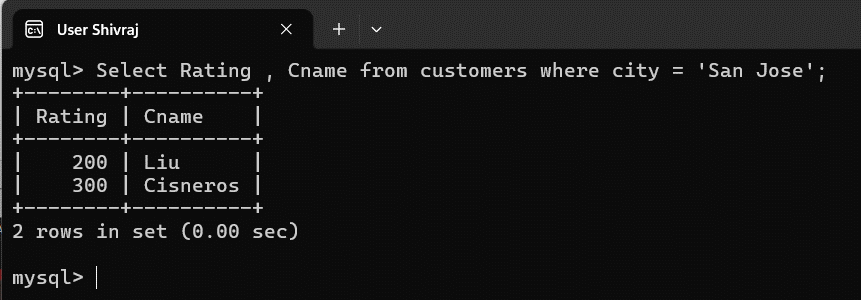 User Shivraj
mysql> Select Rating , Cname from customers where city = 'San Jose';
+--------+----------+
| Rating | Cname    |
+--------+----------+
|    200 | Liu      |
|    300 | Cisneros |
+--------+----------+
2 rows in set (0.00 sec)
mysql>